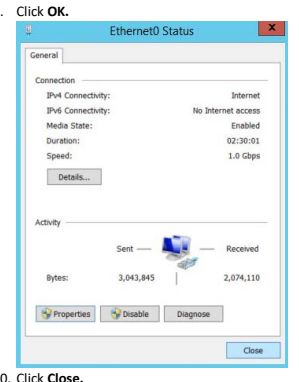 . Click OK.
Ethernet0 Status
x
General
Connection
IPv4 Connectivity: Internet
IPv6 Connectivity: No Internet access
Media State: Enabled
Duration: 02:30:01
Speed: 1.0 Gbps
Details...
Activity
Sent — — Received
Bytes: 3,043,845 2,074,110
Properties Disable Diagnose
Close
0. Click Close.